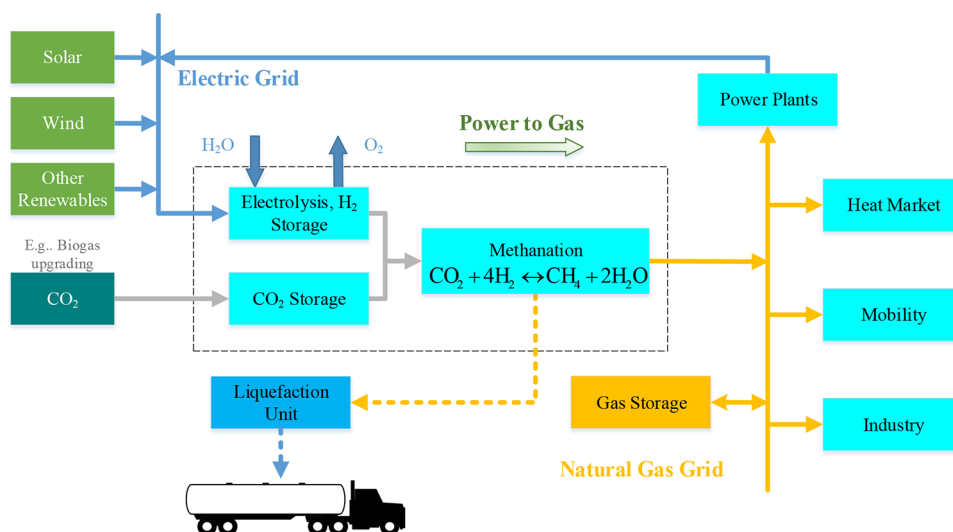 Solar
Electric Grid
Power Plants
Wind
Power to Gas
H₂O
O₂
Other
Renewables
Electrolysis, H₂
Storage
Heat Market
E.g.. Biogas
upgrading
Methanation
CO₂ + 4H₂ ↔ CH₄ + 2H₂O
CO₂
CO₂ Storage
Mobility
Liquefaction
Unit
Gas Storage
Industry
Natural Gas Grid